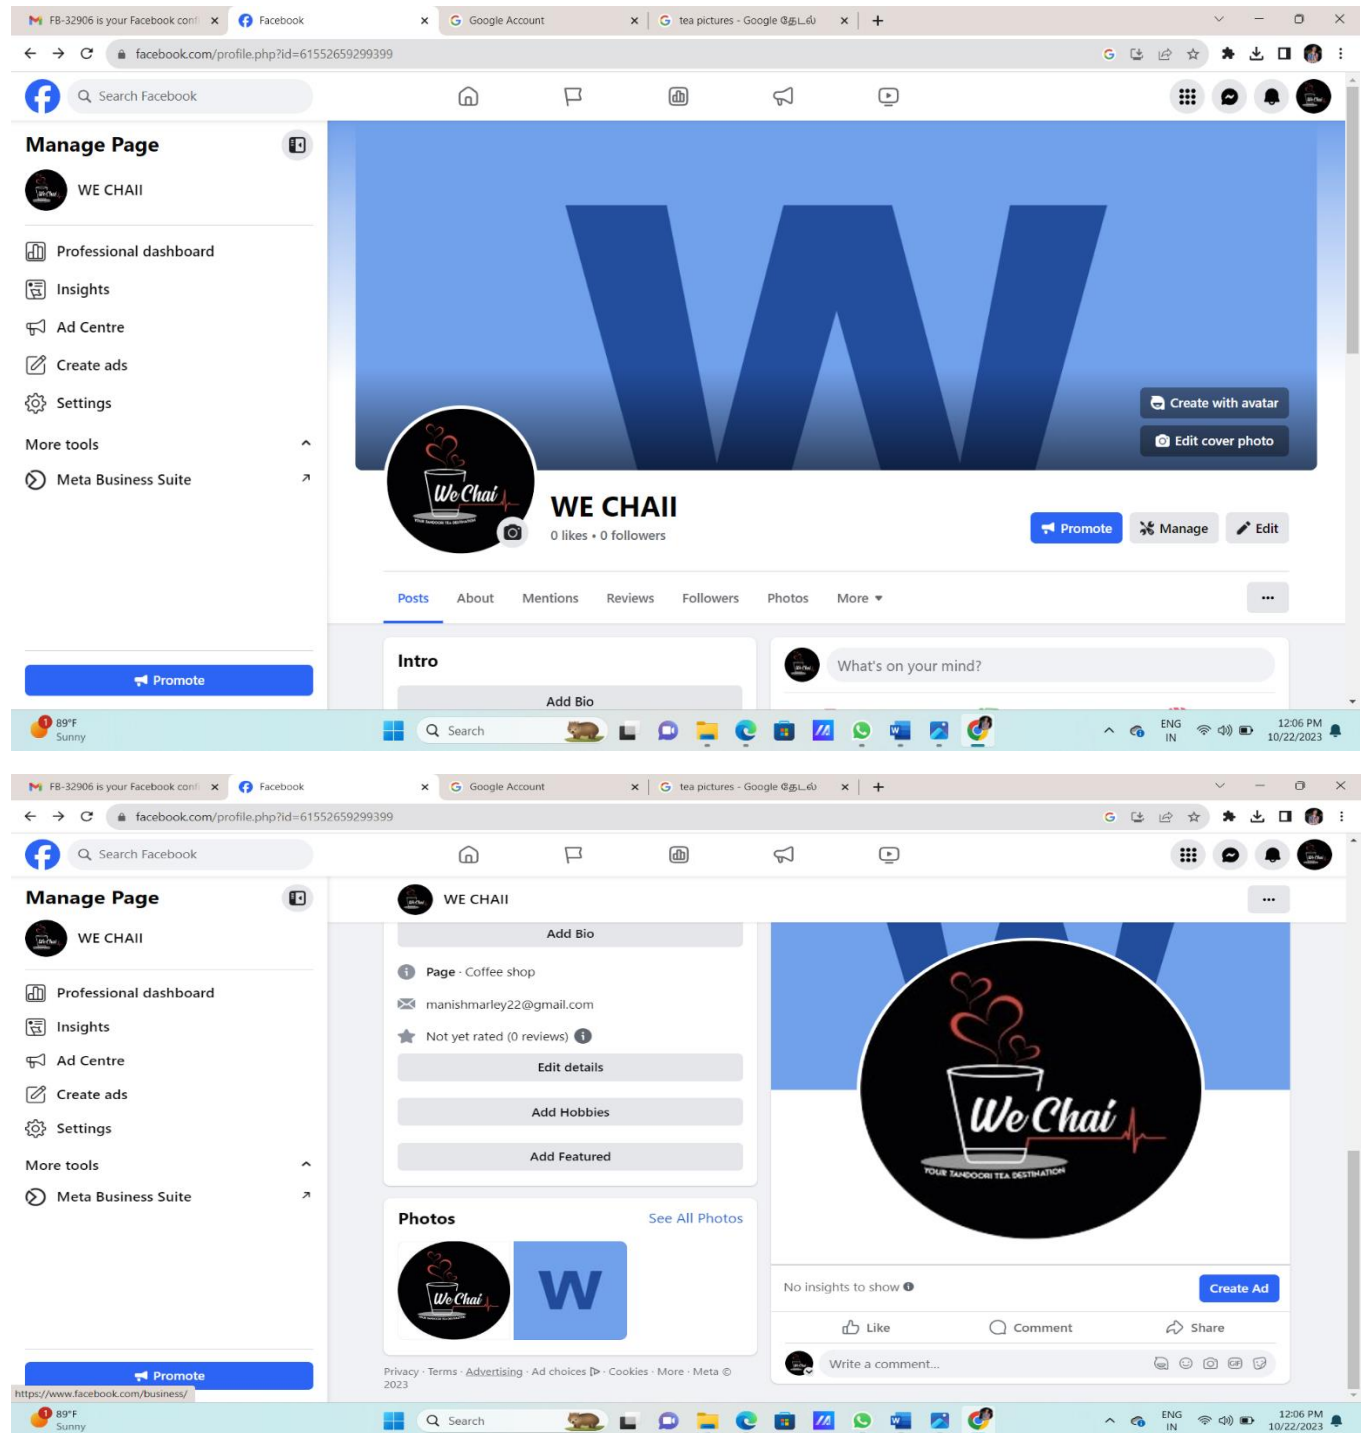 FB-32906 is your Facebook conf
Facebook
Google Account
tea pictures - Google தேடல்
facebook.com/profile.php?id=61552659299399
Search Facebook
Manage Page
WE CHAII
Professional dashboard
Insights
Ad Centre
Create ads
Settings
More tools
Meta Business Suite
Promote
W
Create with avatar
Edit cover photo
We Chai
YOUR TANDOORI TEA DESTINATION
WE CHAII
0 likes • 0 followers
Promote
Manage
Edit
Posts About Mentions Reviews Followers Photos More
Intro
Add Bio
What's on your mind?
1
89°F
Sunny
Search
ENG
IN
12:06 PM
10/22/2023
FB-32906 is your Facebook conf
Facebook
Google Account
tea pictures - Google தேடல்
facebook.com/profile.php?id=61552659299399
Search Facebook
Manage Page
WE CHAII
Professional dashboard
Insights
Ad Centre
Create ads
Settings
More tools
Meta Business Suite
Promote
https://www.facebook.com/business/
WE CHAII
Add Bio
Page · Coffee shop
manishmarley22@gmail.com
Not yet rated (0 reviews)
Edit details
Add Hobbies
Add Featured
Photos
See All Photos
We Chai
W
Privacy · Terms · Advertising · Ad choices · Cookies · More · Meta ©
2023
We Chai
YOUR TANDOORI TEA DESTINATION
No insights to show
Create Ad
Like
Comment
Share
Write a comment...
GIF
1
89°F
Sunny
Search
ENG
IN
12:06 PM
10/22/2023